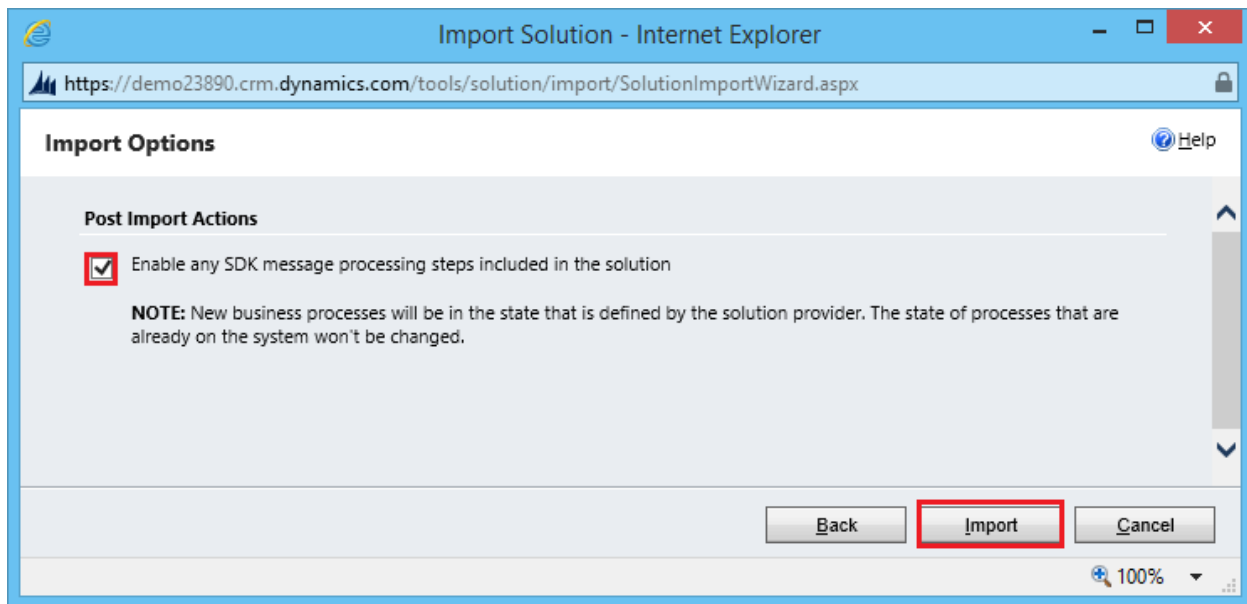 Import Solution - Internet Explorer
https://demo23890.crm.dynamics.com/tools/solution/import/SolutionImportWizard.aspx
Import Options
Help
Post Import Actions
Enable any SDK message processing steps included in the solution
NOTE: New business processes will be in the state that is defined by the solution provider. The state of processes that are
already on the system won't be changed.
Back Import Cancel
100%